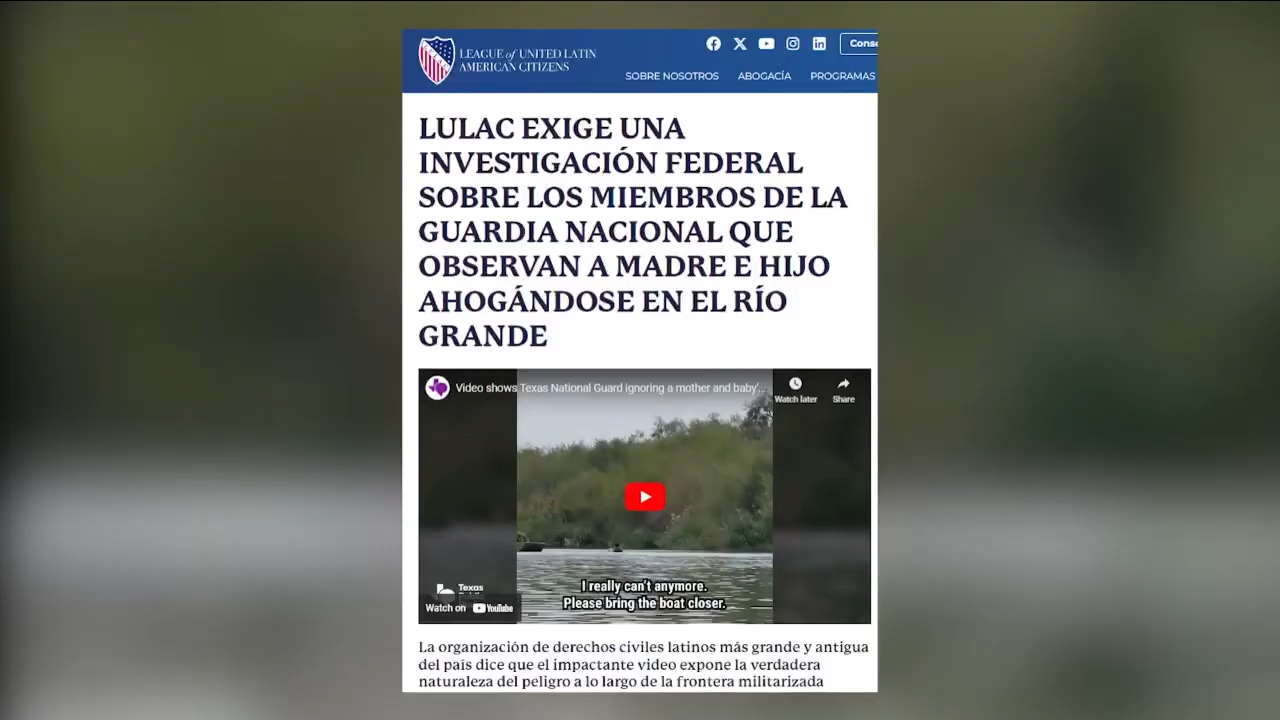 LEAGUE of UNITED LATIN
AMERICAN CITIZENS
SOBRE NOSOTROS ABOGACÍA PROGRAMAS
LULAC EXIGE UNA
INVESTIGACIÓN FEDERAL
SOBRE LOS MIEMBROS DE LA
GUARDIA NACIONAL QUE
OBSERVAN A MADRE E HIJO
AHOGÁNDOSE EN EL RÍO
GRANDE
Video shows Texas National Guard ignoring a mother and baby'...
Watch later Share
I really can't anymore.
Please bring the boat closer.
Texas
Watch on YouTube
La organización de derechos civiles latinos más grande y antigua
del país dice que el impactante video expone la verdadera
naturaleza del peligro a lo largo de la frontera militarizada